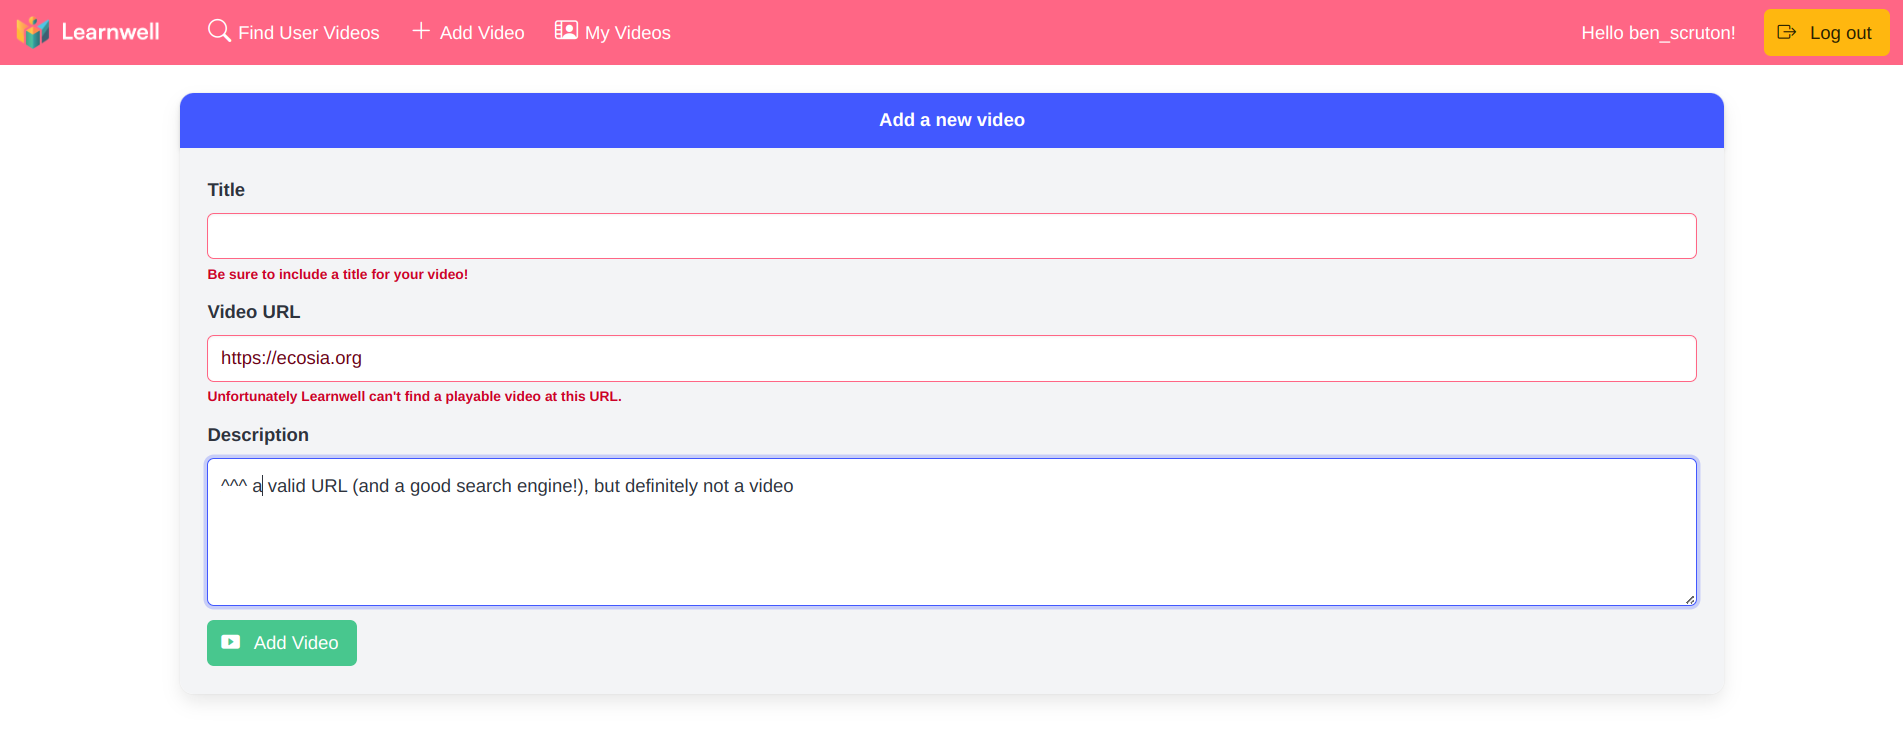 Learnwell Find User Videos Add Video My Videos Hello ben_scruton! Log out
Add a new video
Title
Be sure to include a title for your video!
Video URL
https://ecosia.org
Unfortunately Learnwell can't find a playable video at this URL.
Description
^^^ a valid URL (and a good search engine!), but definitely not a video
Add Video